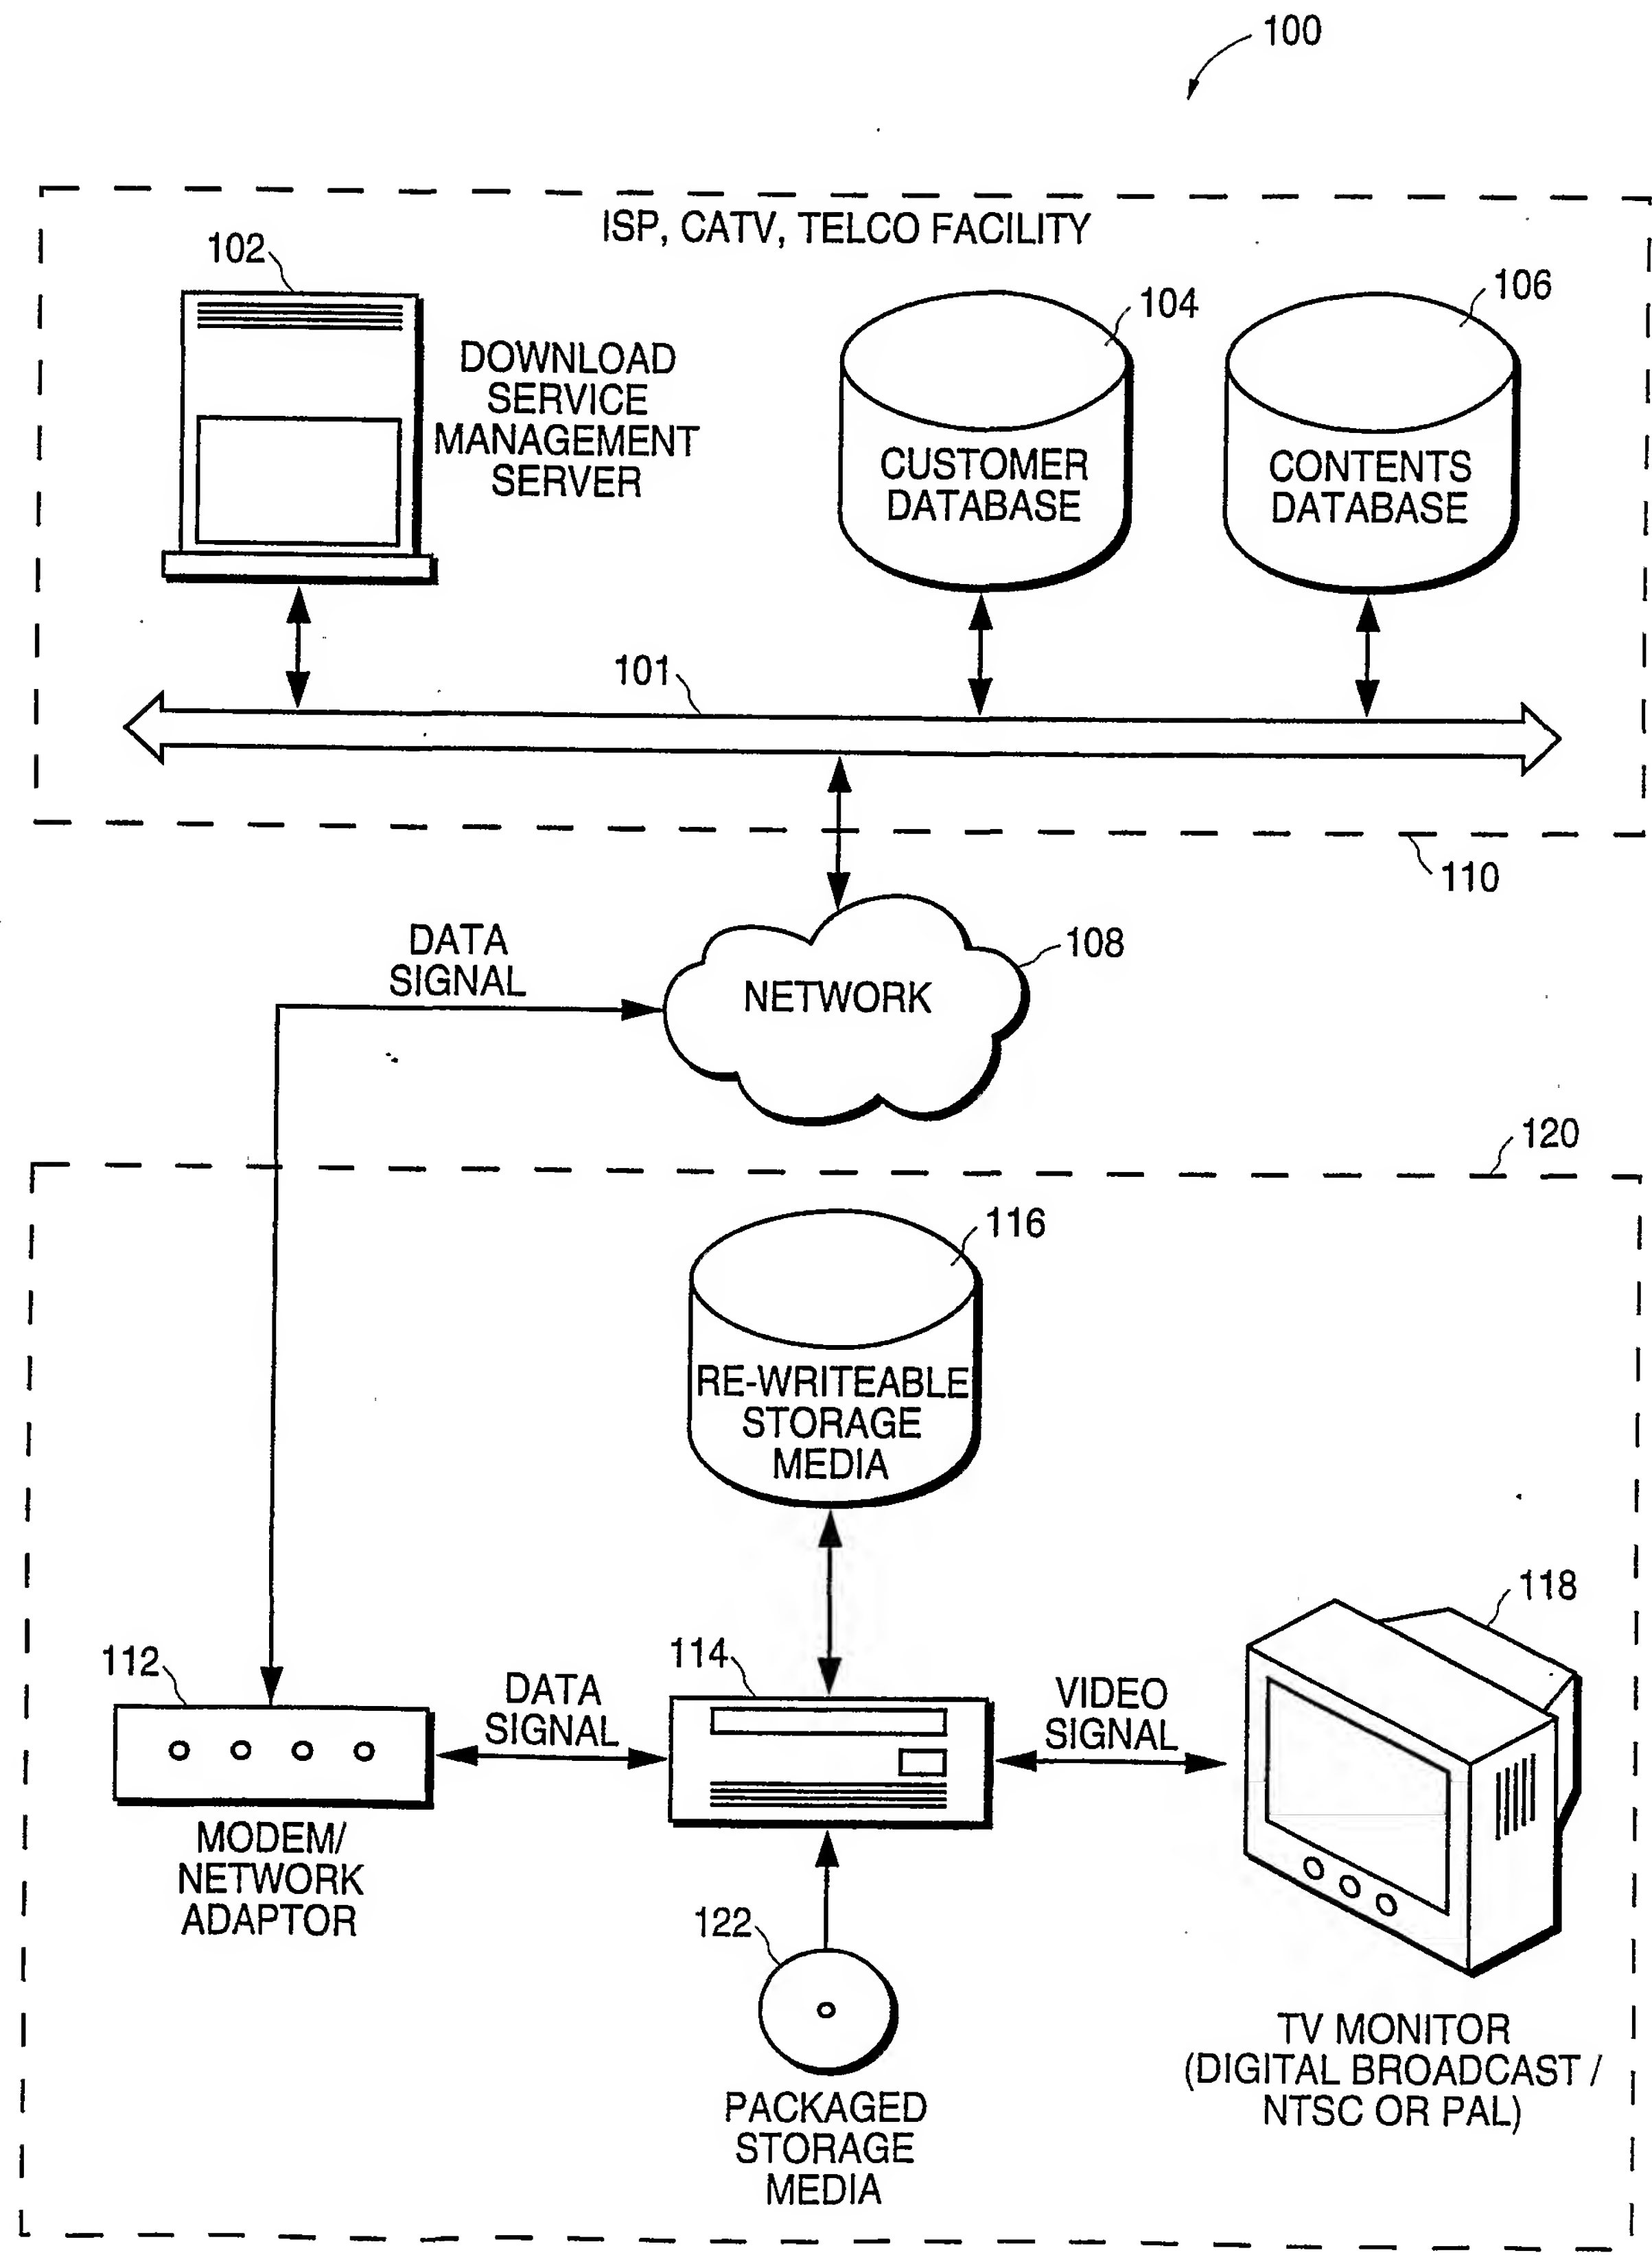 100
ISP, CATV, TELCO FACILITY
102
DOWNLOAD
SERVICE
MANAGEMENT
SERVER
104
CUSTOMER
DATABASE
106
CONTENTS
DATABASE
101
110
DATA
SIGNAL
NETWORK
108
120
116
RE-WRITEABLE
STORAGE
MEDIA
112
MODEM/
NETWORK
ADAPTOR
DATA
SIGNAL
114
VIDEO
SIGNAL
118
TV MONITOR
(DIGITAL BROADCAST /
NTSC OR PAL)
122
PACKAGED
STORAGE
MEDIA